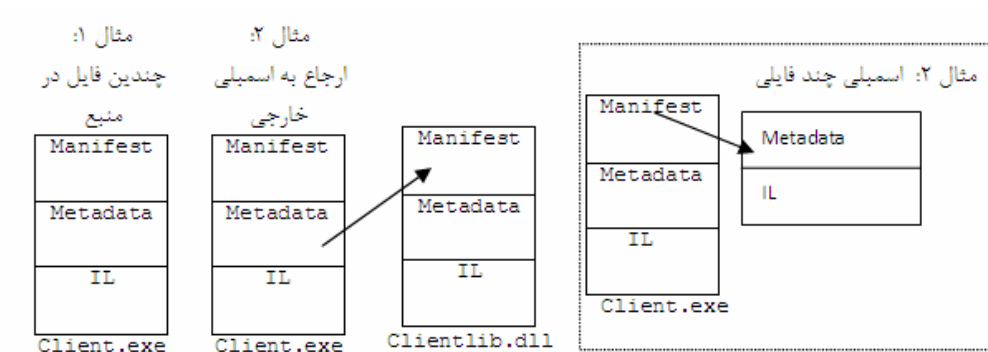 مثال ۱:
چندین فایل در
منبع
Manifest
Metadata
IL
Client.exe
مثال ۲:
ارجاع به اسمبلی
خارجی
Manifest
Metadata
IL
Client.exe
Manifest
Metadata
IL
Clientlib.dll
مثال ۲: اسمبلی چند فایلی
Manifest
Metadata
IL
Client.exe
Metadata
IL